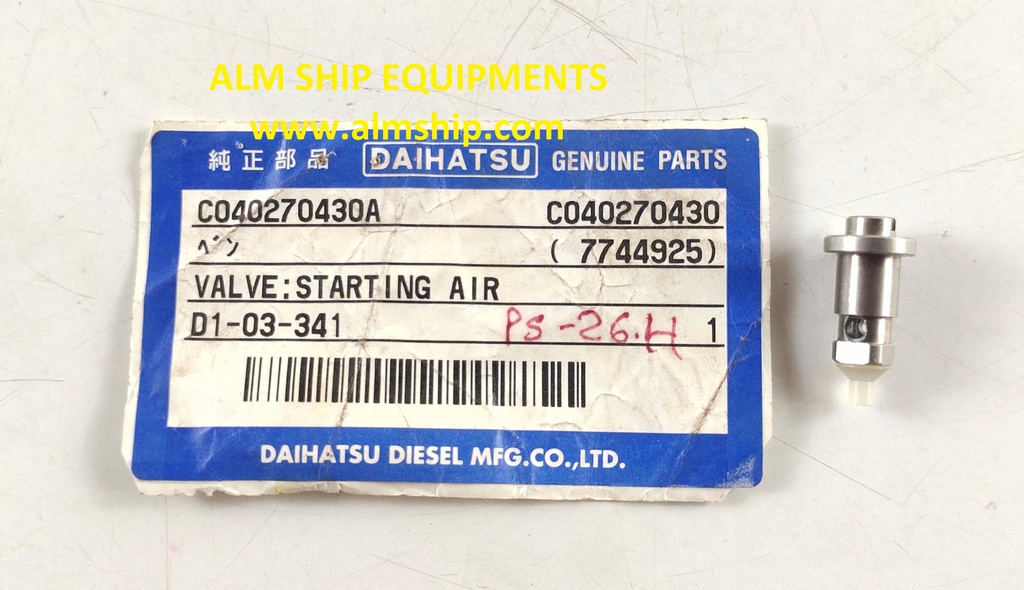 ALM SHIP EQUIPMENTS
www.almship.com
純正部品 DAIHATSU GENUINE PARTS
C040270430A C040270430
ベン (7744925)
VALVE:STARTING AIR
D1-03-341 PS-26.H 1
DAIHATSU DIESEL MFG.CO.,LTD.